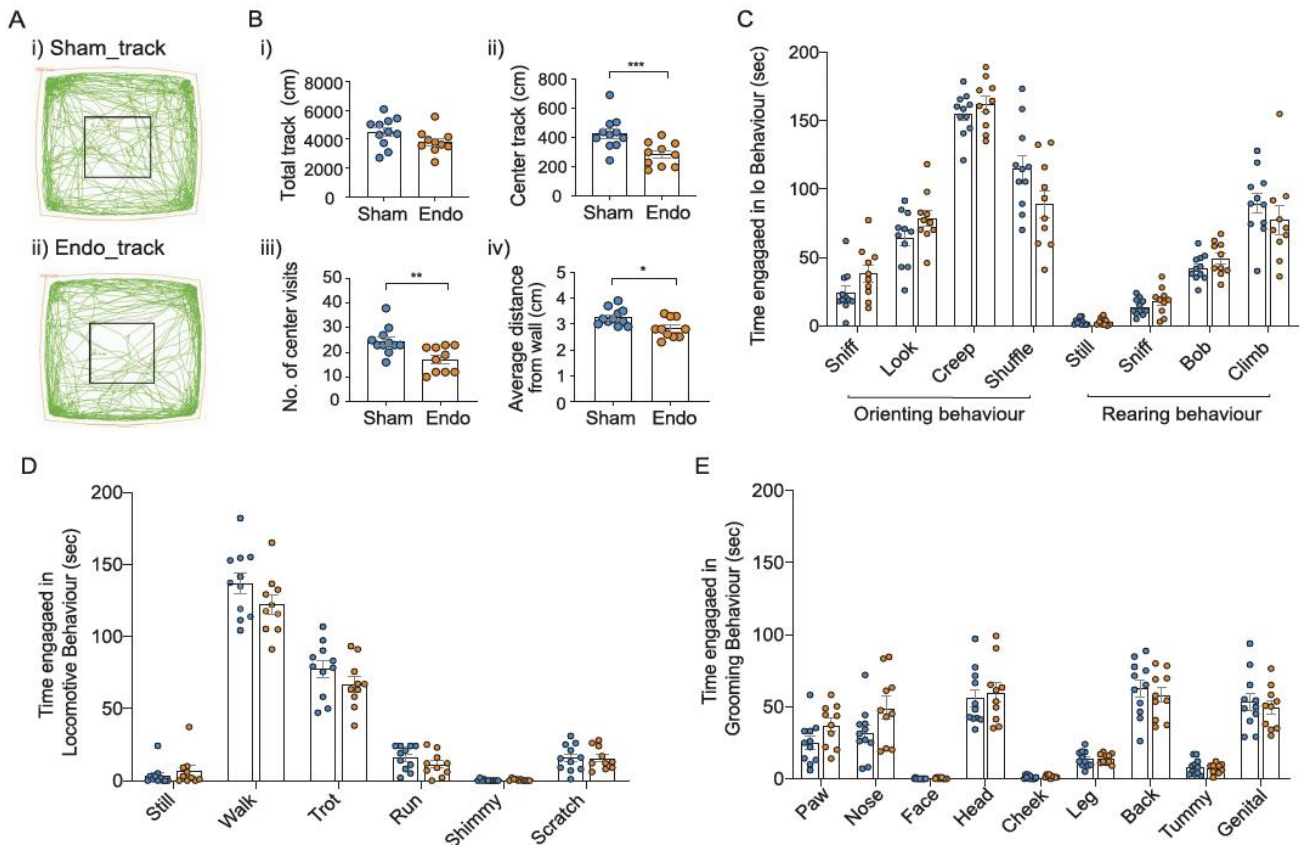 A
i) Sham_track
ii) Endo_track
B
i)
Total track (cm)
8000
6000
4000
2000
0
Sham Endo
ii)
Center track (cm)
800
600
400
200
0
***
Sham Endo
iii)
No. of center visits
50
40
30
20
10
0
**
Sham Endo
iv)
Average distance
from wall (cm)
5
4
3
2
1
0
*
Sham Endo
C
Time engagaed in Io Behaviour (sec)
200
150
100
50
0
Sniff Look Creep Shuffle Still Sniff Bob Climb
Orienting behaviour Rearing behaviour
D
Time engagaed in
Locomotive Behaviour (sec)
200
150
100
50
0
Still Walk Trot Run Shimmy Scratch
E
Time engagaed in
Grooming Behaviour (sec)
200
150
100
50
0
Paw Nose Face Head Cheek Leg Back Tummy Genital